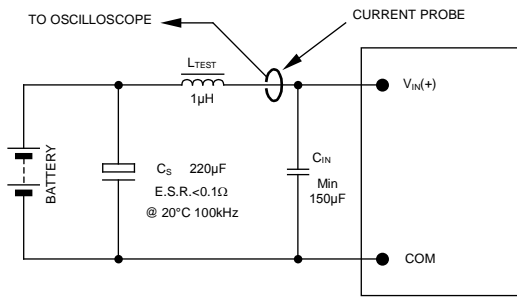 TO OSCILLOSCOPE
CURRENT PROBE
LTEST
1µH
VIN(+)
BATTERY
CS 220µF
E.S.R.<0.1Ω
@ 20°C 100kHz
CIN
Min
150µF
COM